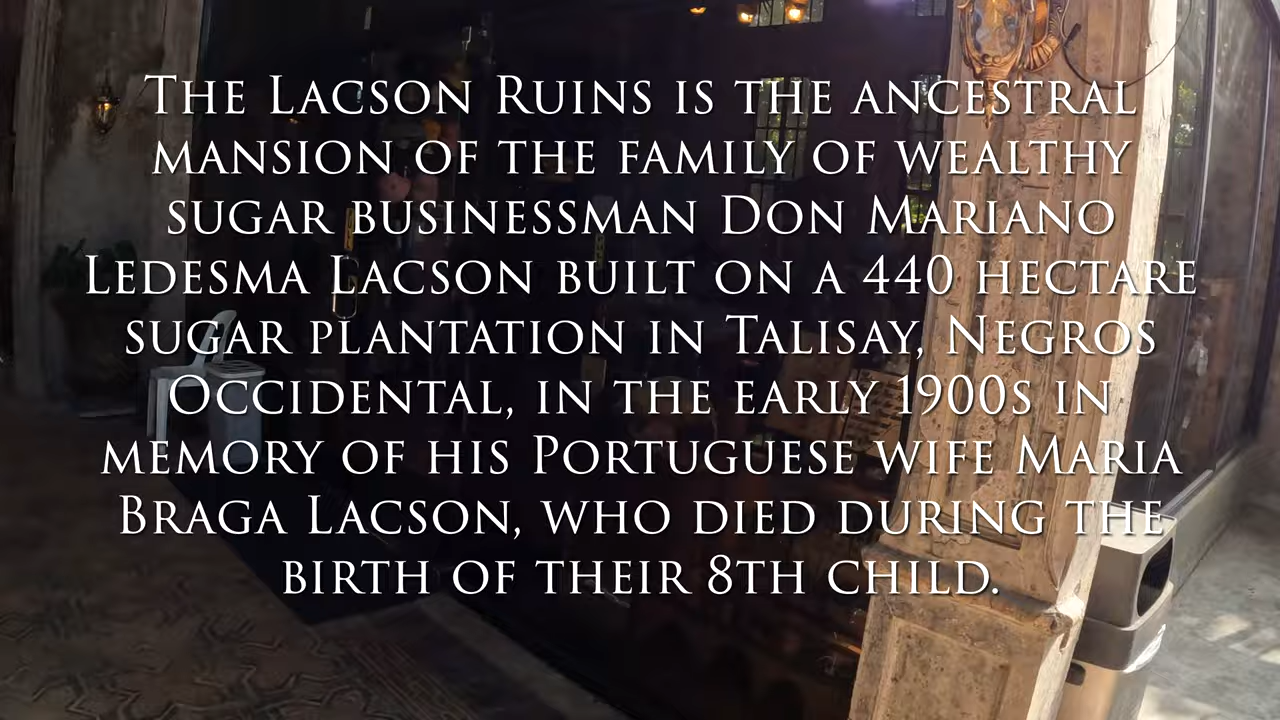 The Lacson Ruins is the ancestral
mansion of the family of wealthy
sugar businessman Don Mariano
Ledesma Lacson built on a 440 hectare
sugar plantation in Talisay, Negros
Occidental, in the early 1900s in
memory of his Portuguese wife Maria
Braga Lacson, who died during the
birth of their 8th child.